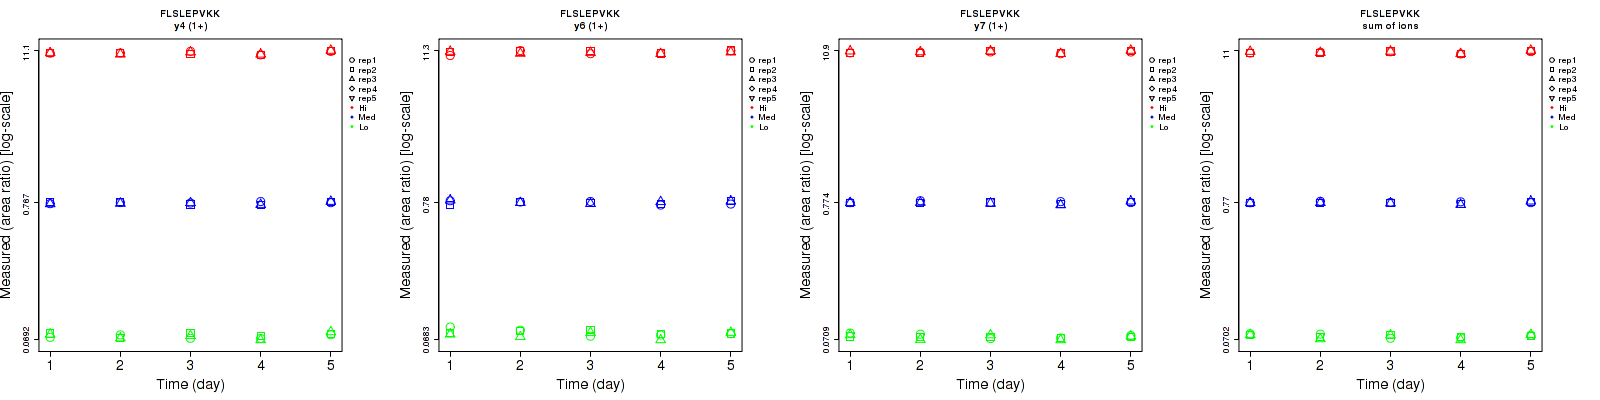 FLSLEPVKK
y4 (1+)
Measured (area ratio) [log-scale]
11.1
0.767
0.0692
1 2 3 4 5
Time (day)
rep1
rep2
rep3
rep4
rep5
Hi
Med
Lo
FLSLEPVKK
y6 (1+)
Measured (area ratio) [log-scale]
11.3
0.78
0.0683
1 2 3 4 5
Time (day)
rep1
rep2
rep3
rep4
rep5
Hi
Med
Lo
FLSLEPVKK
y7 (1+)
Measured (area ratio) [log-scale]
10.9
0.774
0.0709
1 2 3 4 5
Time (day)
rep1
rep2
rep3
rep4
rep5
Hi
Med
Lo
FLSLEPVKK
sum of ions
Measured (area ratio) [log-scale]
11
0.77
0.0702
1 2 3 4 5
Time (day)
rep1
rep2
rep3
rep4
rep5
Hi
Med
Lo